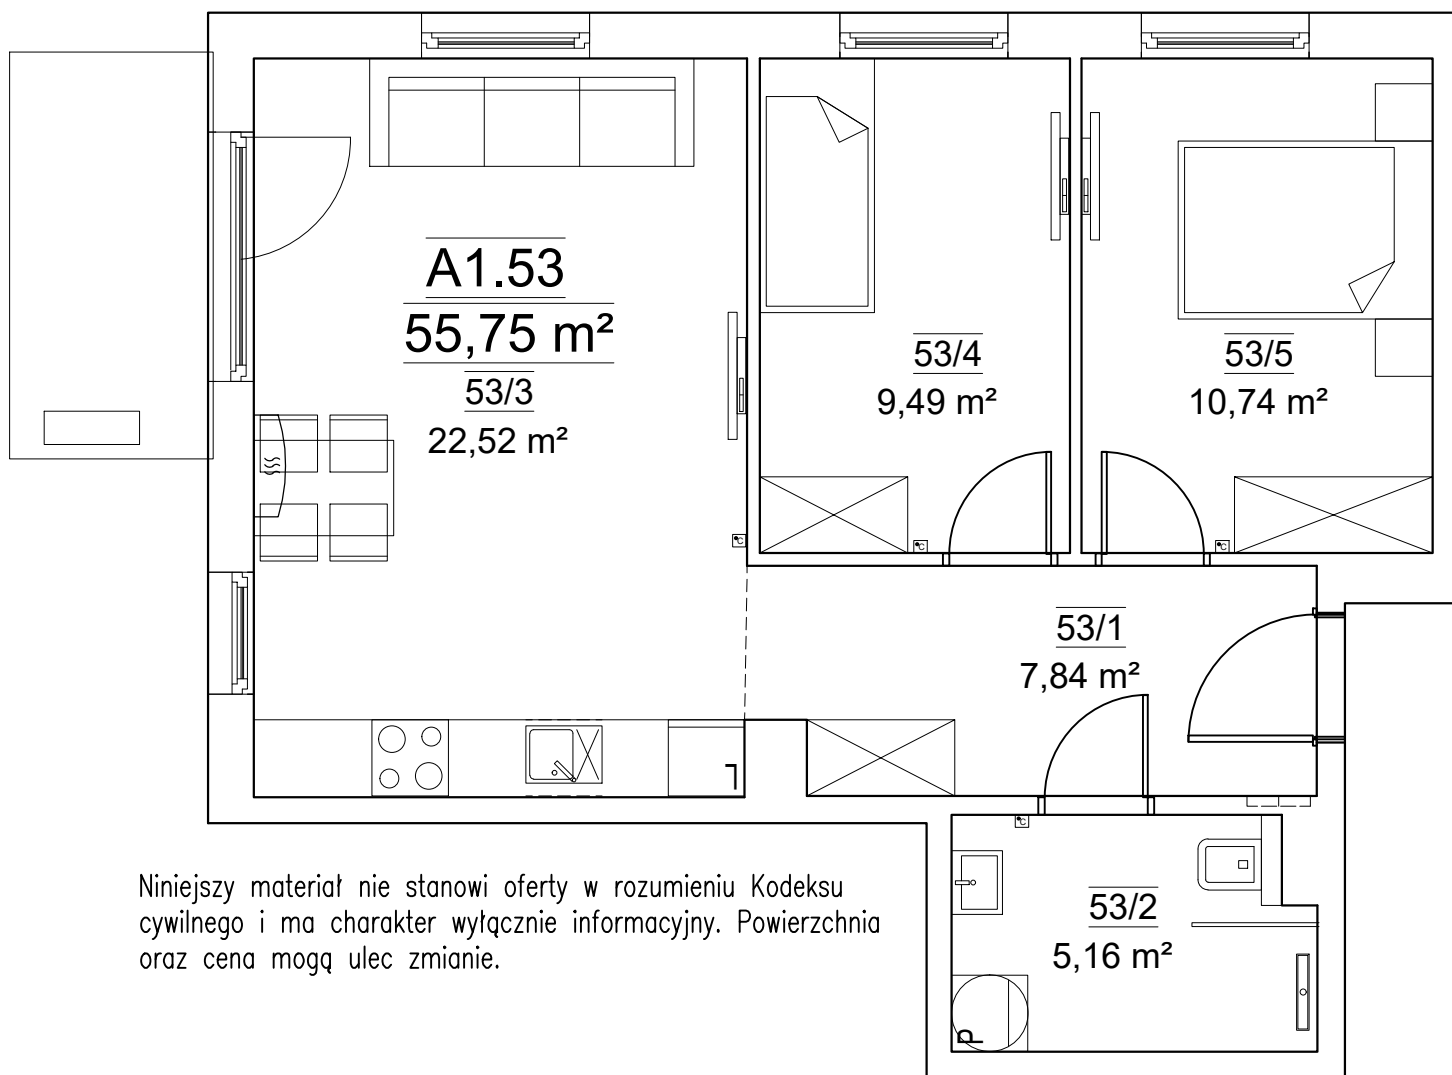 A1.53
55,75 m²
53/3
22,52 m²
53/4
9,49 m²
53/5
10,74 m²
53/1
7,84 m²
53/2
5,16 m²
P
°C
°C
°C
°C
Niniejszy materiał nie stanowi oferty w rozumieniu Kodeksu
cywilnego i ma charakter wyłącznie informacyjny. Powierzchnia
oraz cena mogą ulec zmianie.